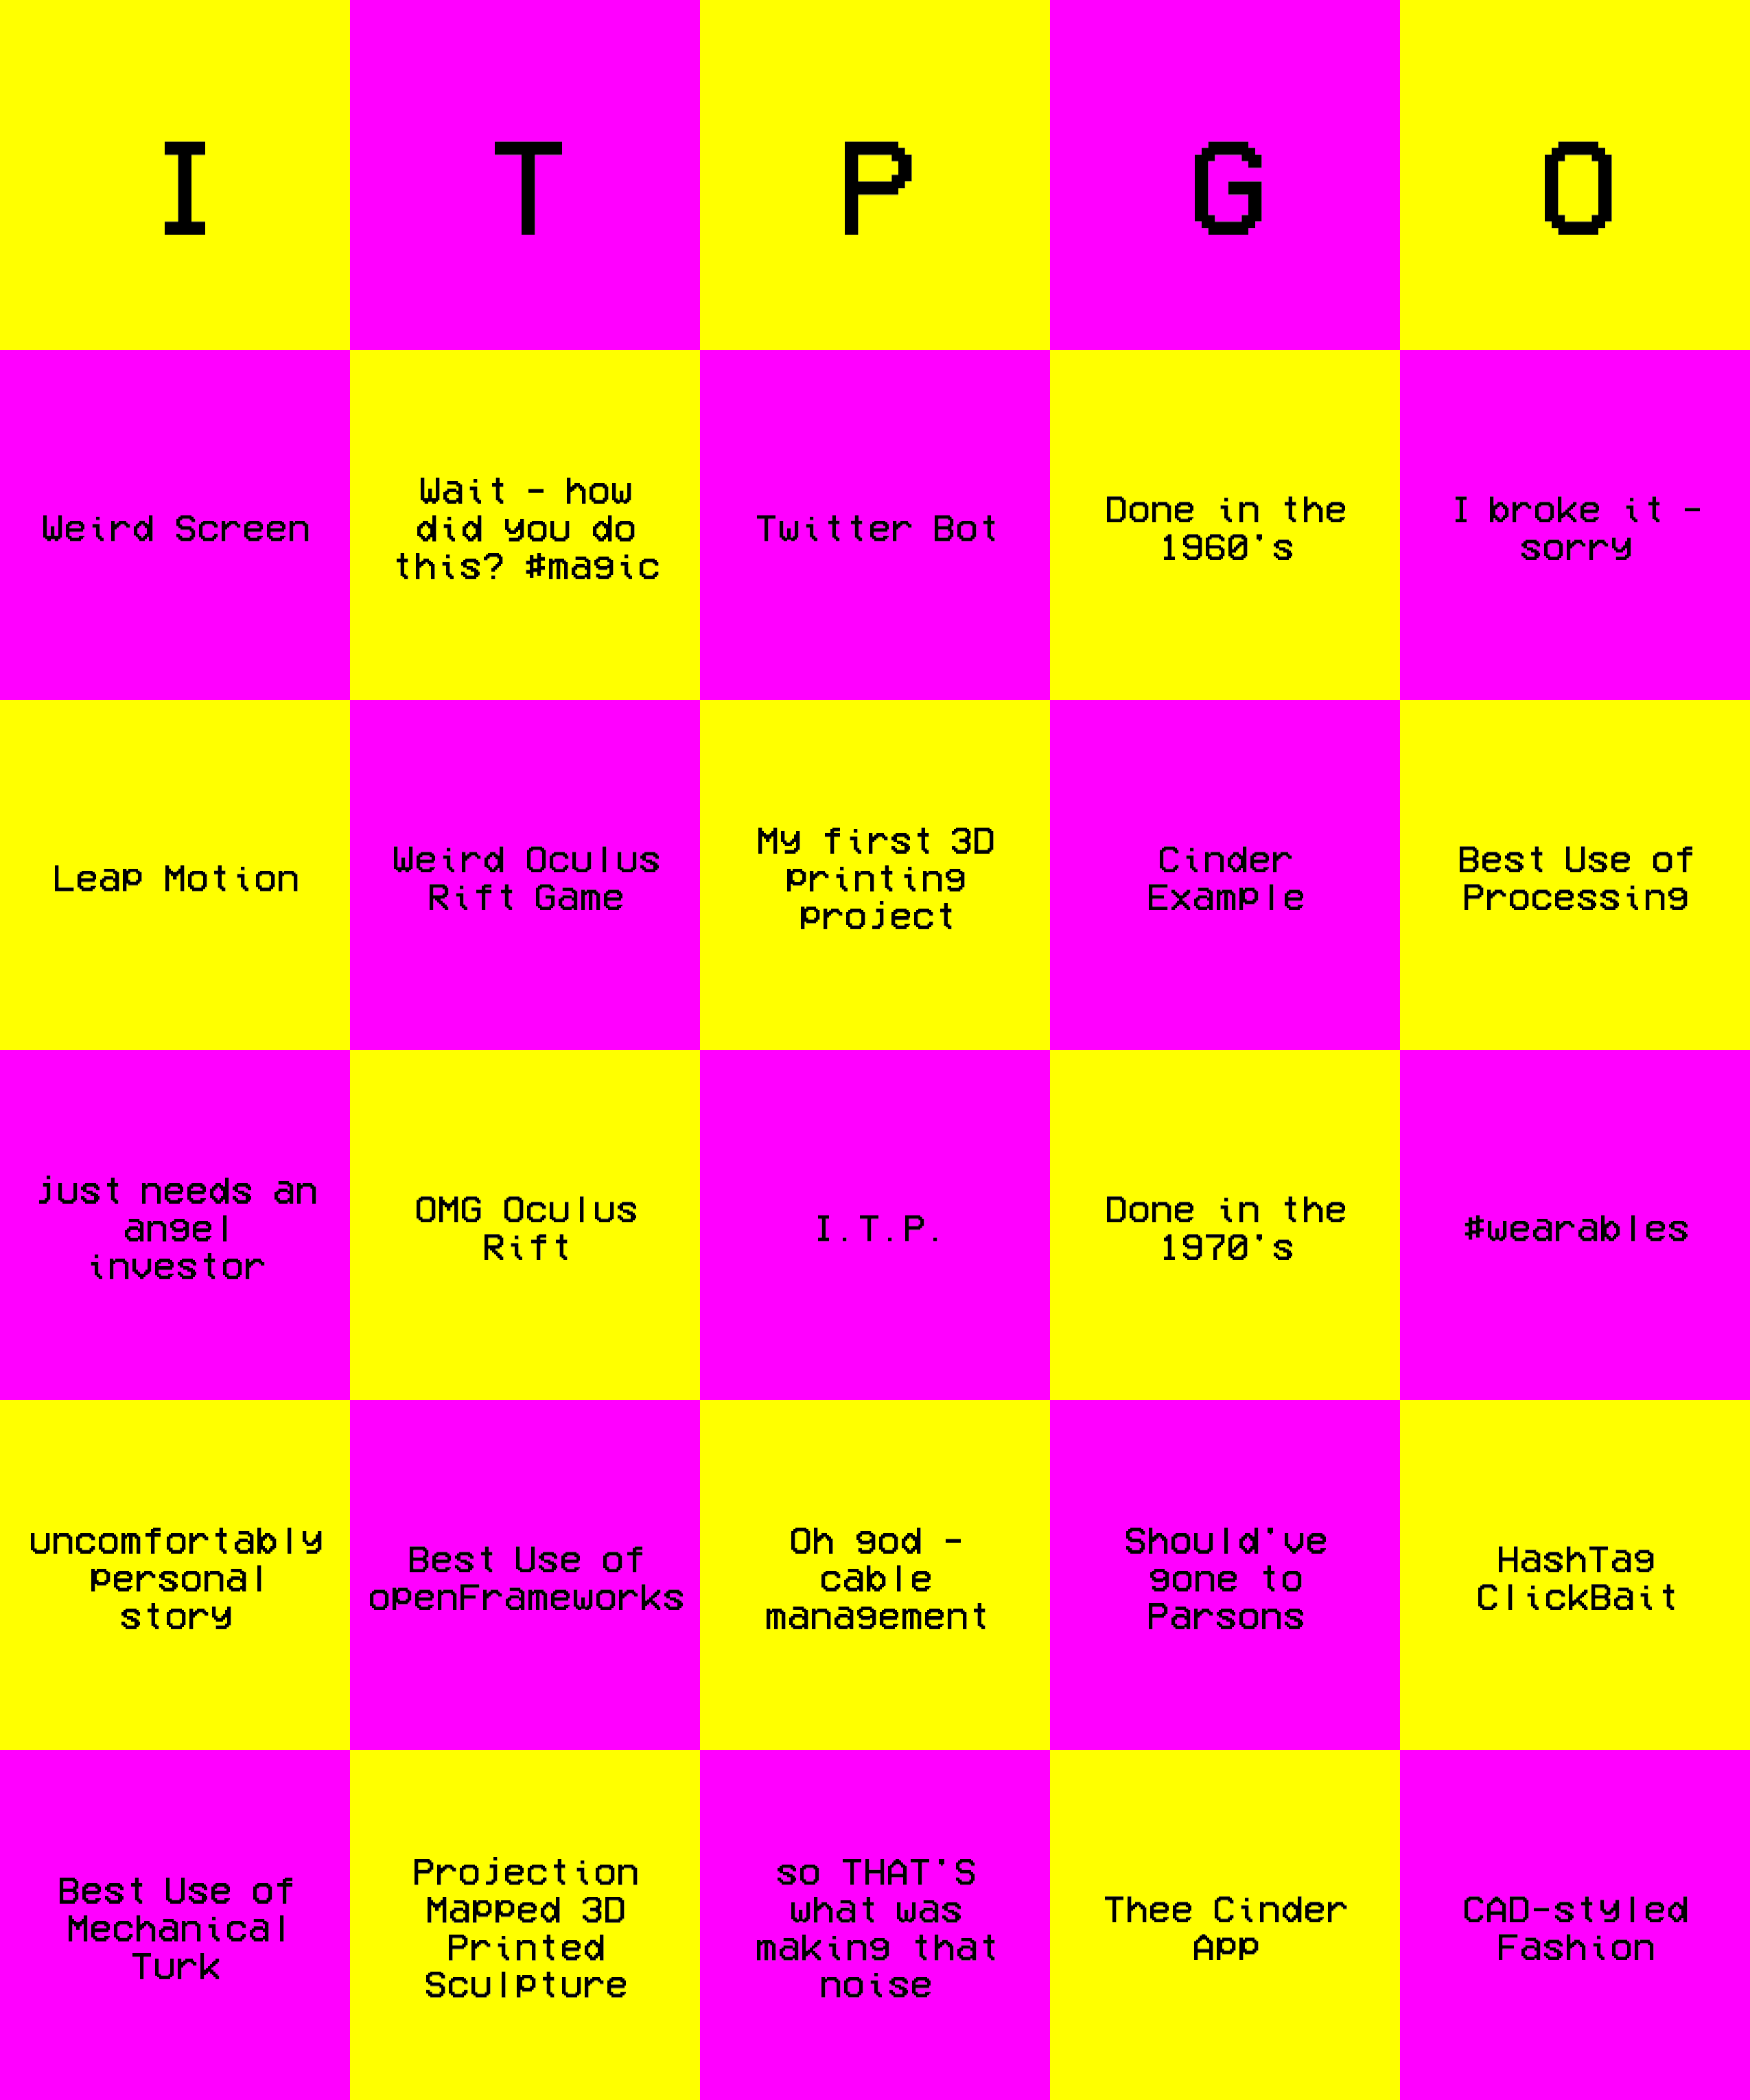 I
T
P
G
O
Weird Screen
Wait - how
did you do
this? #magic
Twitter Bot
Done in the
1960's
I broke it -
sorry
Leap Motion
Weird Oculus
Rift Game
My first 3D
printing
project
Cinder
Example
Best Use of
Processing
just needs an
angel
investor
OMG Oculus
Rift
I.T.P.
Done in the
1970's
#wearables
uncomfortably
personal
story
Best Use of
openFrameworks
Oh god -
cable
management
Should've
gone to
Parsons
HashTag
ClickBait
Best Use of
Mechanical
Turk
Projection
Mapped 3D
Printed
Sculpture
so THAT'S
what was
making that
noise
Thee Cinder
App
CAD-styled
Fashion